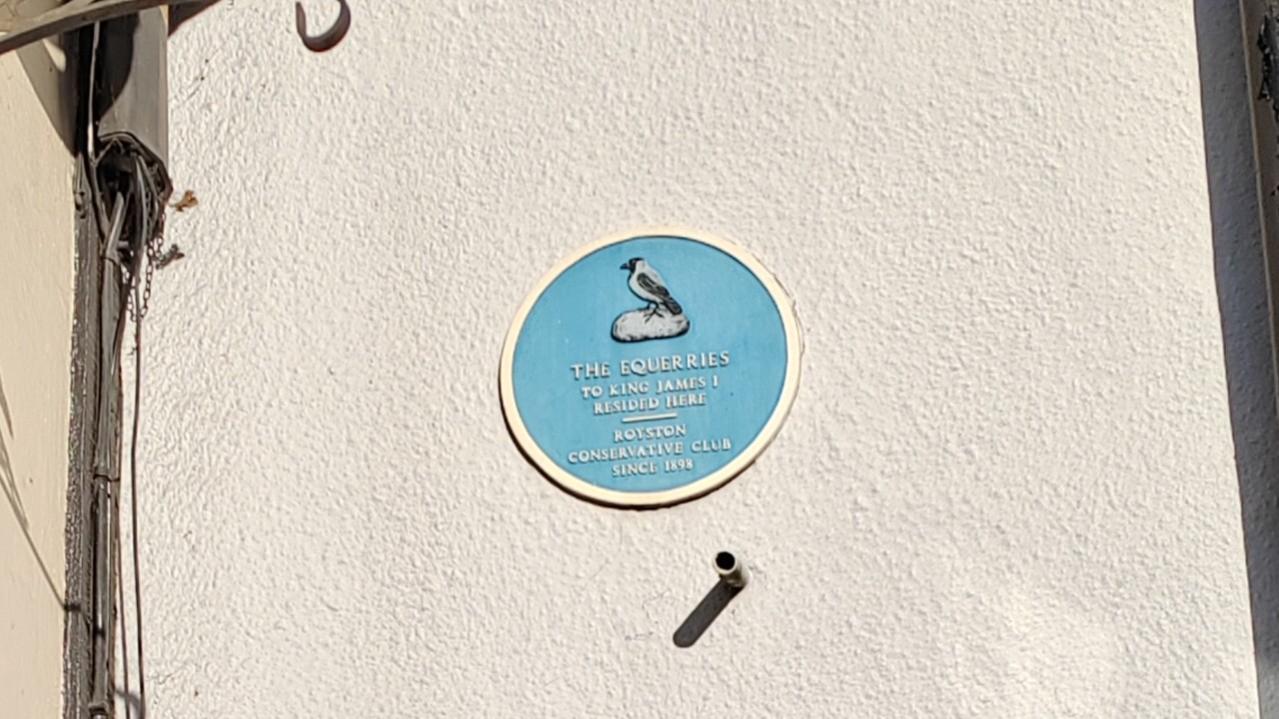 THE EQUERRIES
TO KING JAMES I
RESIDED HERE
ROYSTON
CONSERVATIVE CLUB
SINCE 1898